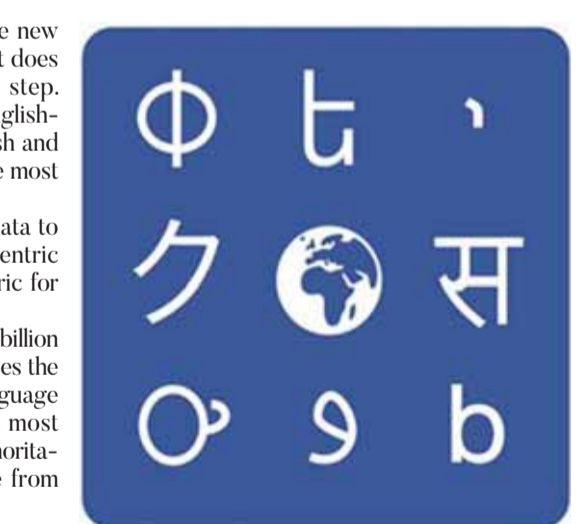 e new
t does
step.
glish-
sh and
e most
ata to
entric
ric for
billion
es the
guage
most
norita-
e from
Ф ե י
ク स
و b